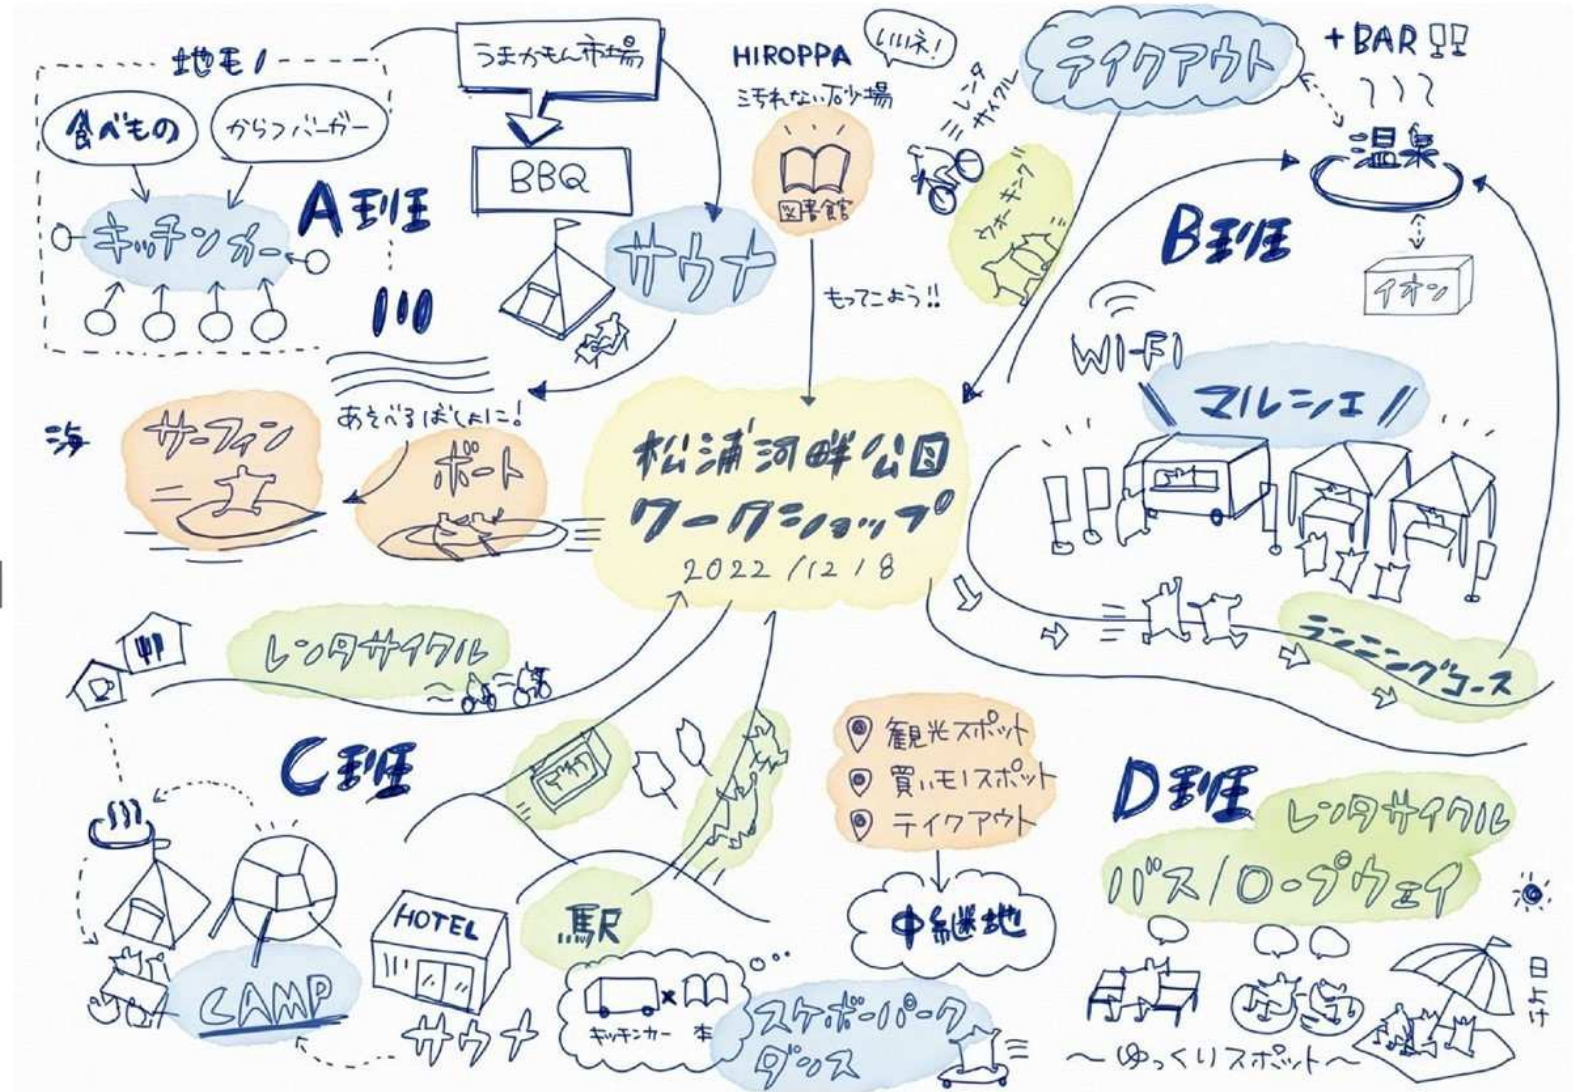 地モノ
食べもの
からつバーガー
キッチンカー
A班
うまかもん市場
BBQ
サウナ
川
あそべるばしょに!
海
サーフィン
ボート
HIROPPA
いいネ!
汚れない砂場
図書館
もってこよう!!
レンタ
サイクル
ウォーキング
テイクアウト
+BAR
温泉
イオン
B班
WI-FI
マルシェ
ランニングコース
松浦河畔公園
ワークショップ
2022/12/18
レンタサイクル
C班
駅
HOTEL
サウナ
CAMP
キッチンカー × 本
スケボーパーク
ダンス
観光スポット
買いモノスポット
テイクアウト
中継地
D班
レンタサイクル
バス/ロープウェイ
日よけ
~ゆっくりスポット~